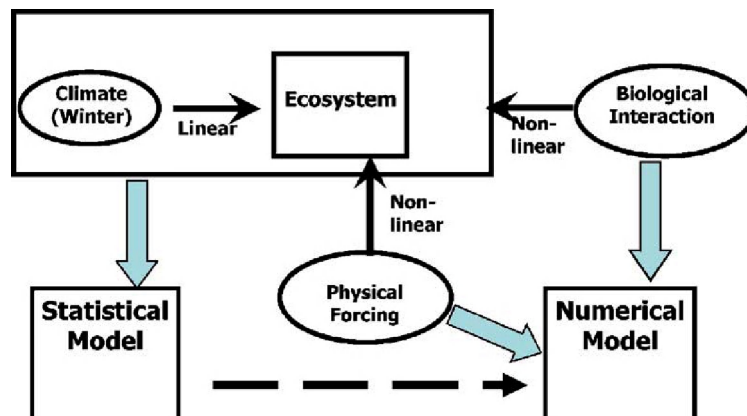 Climate
(Winter)
Linear
Ecosystem
Non-
linear
Biological
Interaction
Non-
linear
Physical
Forcing
Statistical
Model
Numerical
Model